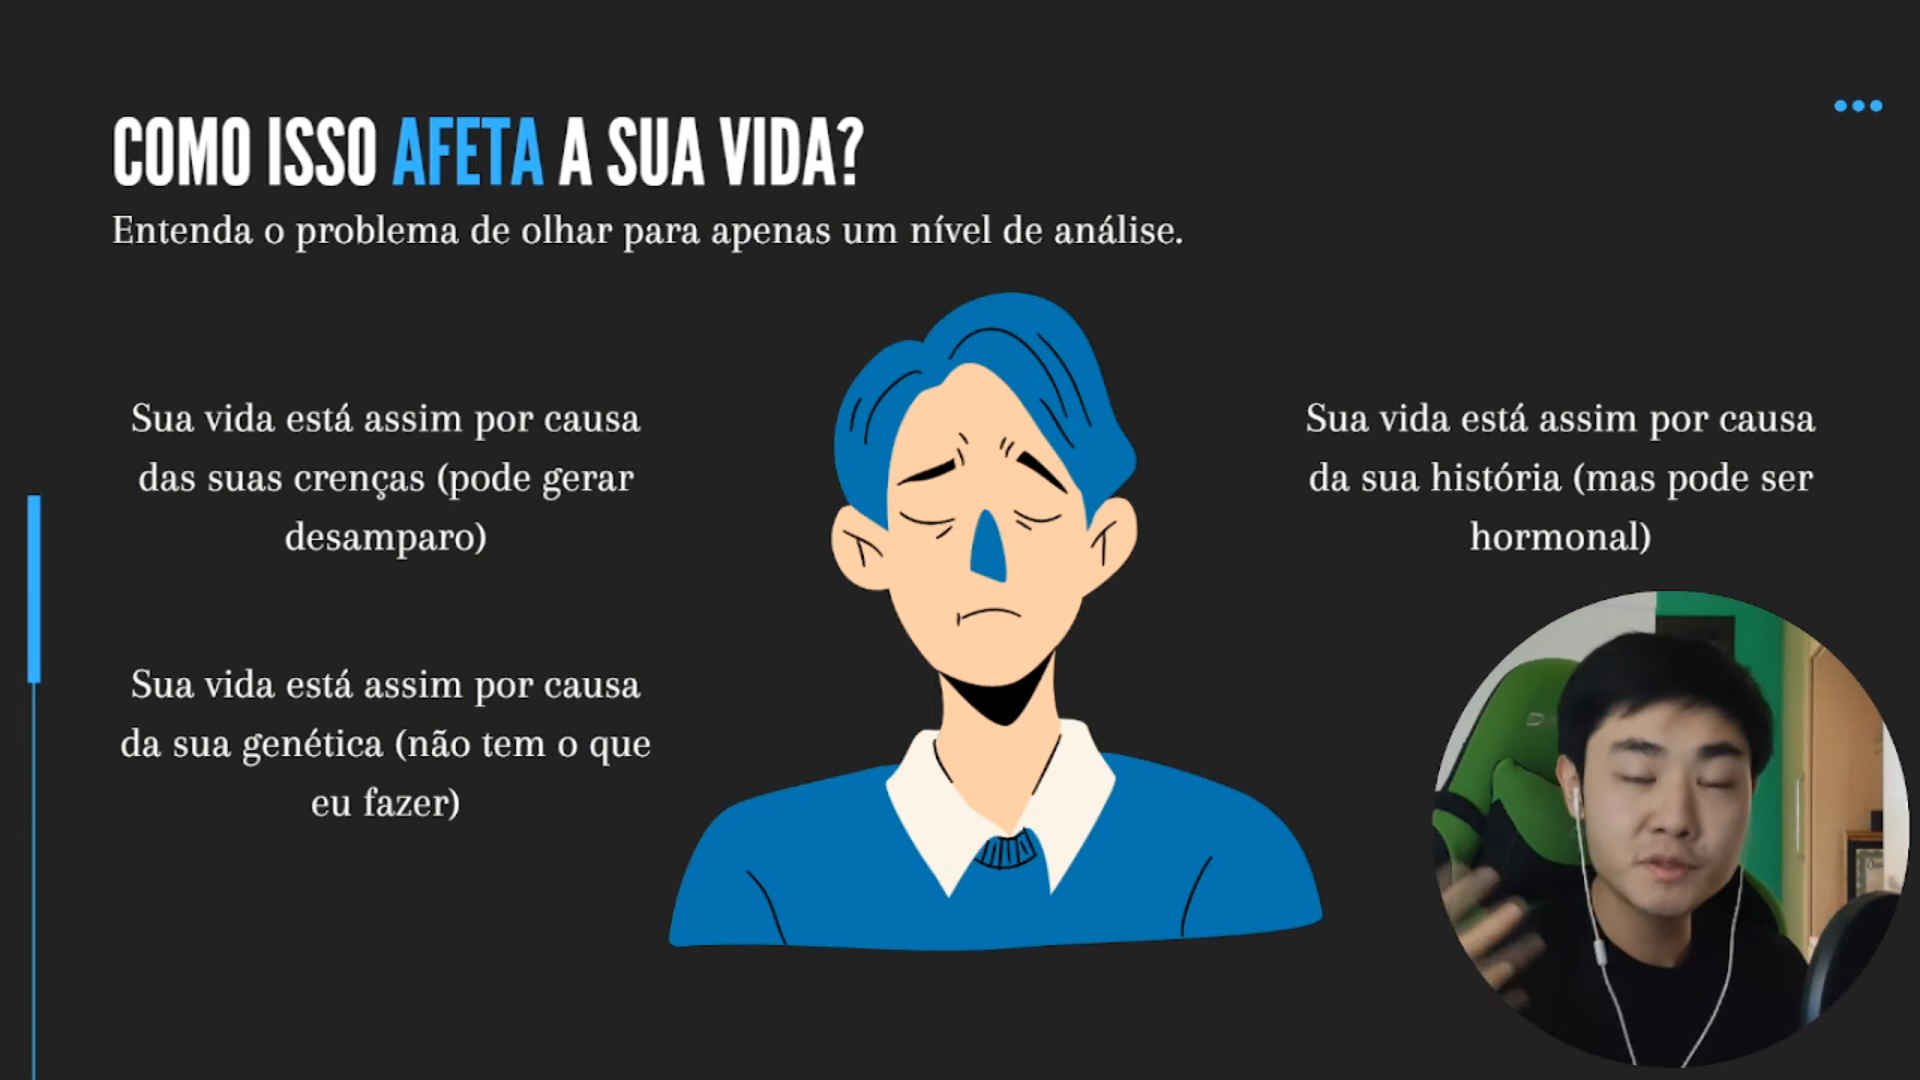 COMO ISSO AFETA A SUA VIDA?
Entenda o problema de olhar para apenas um nível de análise.
Sua vida está assim por causa
das suas crenças (pode gerar
desamparo)
Sua vida está assim por causa
da sua história (mas pode ser
hormonal)
Sua vida está assim por causa
da sua genética (não tem o que
eu fazer)